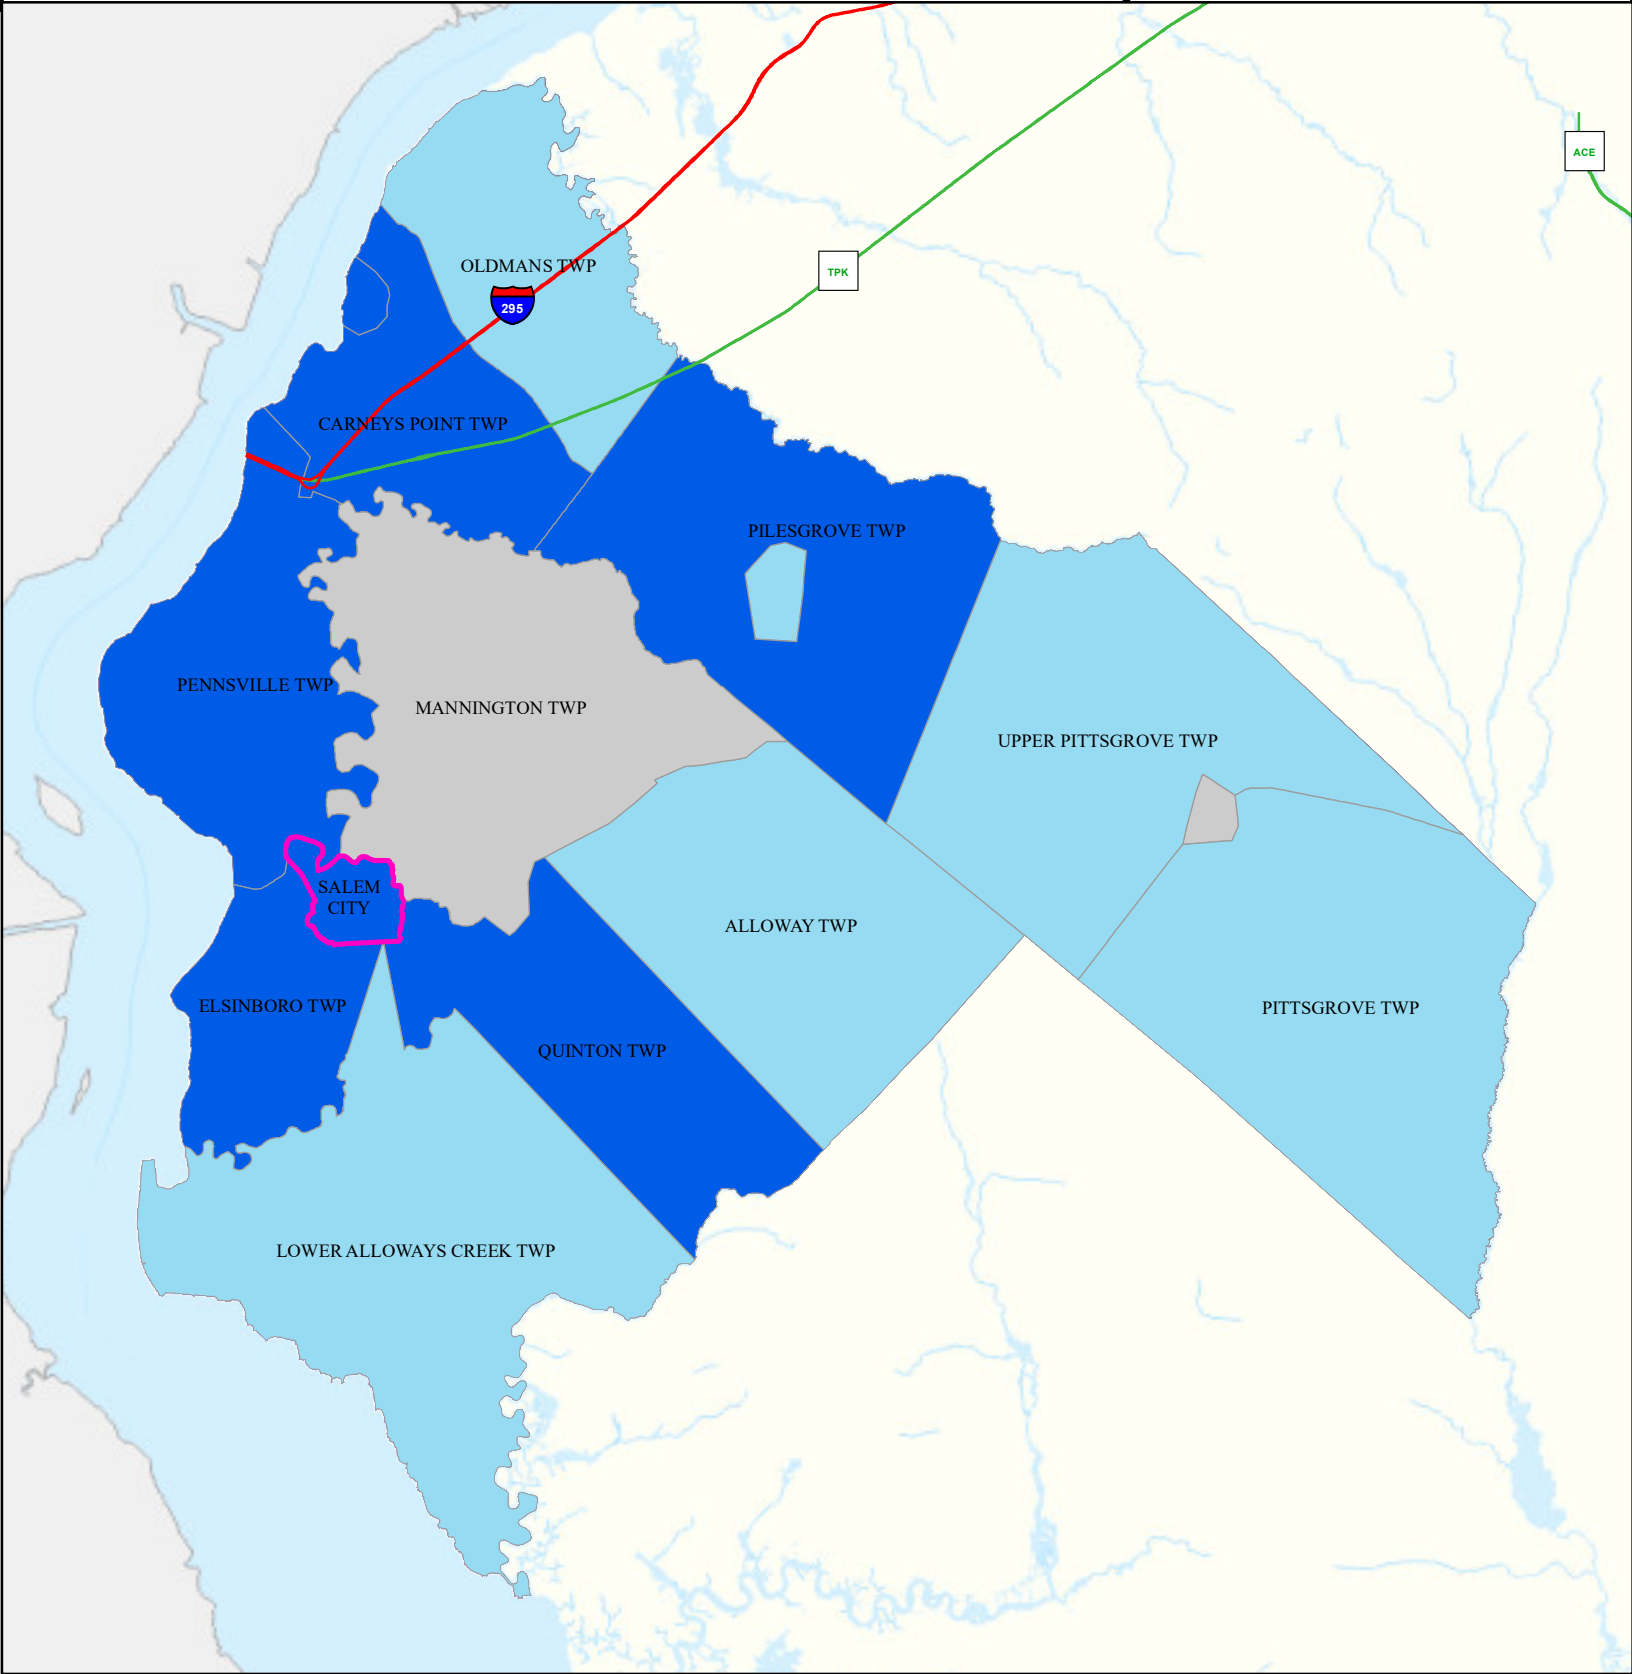 ACE
OLDMANS TWP
TPK
295
CARNEYS POINT TWP
PILESGROVE TWP
PENNSVILLE TWP
MANNINGTON TWP
UPPER PITTSGROVE TWP
SALEM
CITY
ALLOWAY TWP
ELSINBORO TWP
PITTSGROVE TWP
QUINTON TWP
LOWER ALLOWAYS CREEK TWP